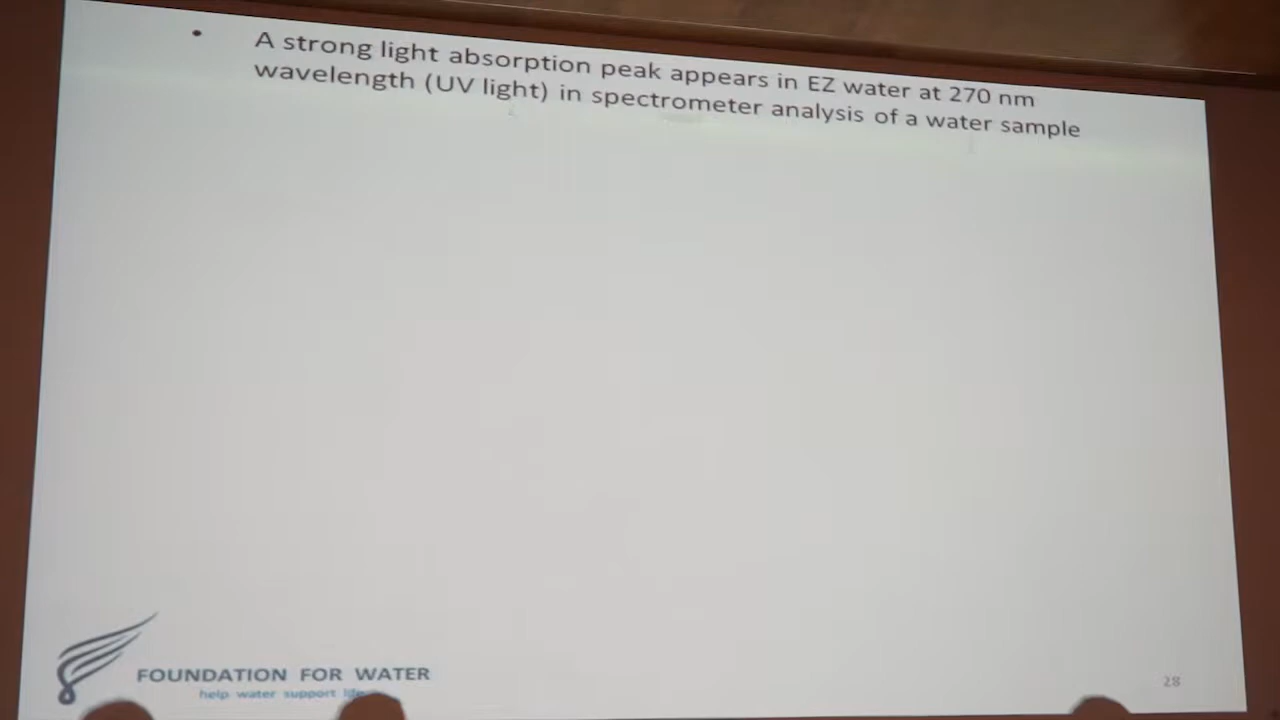 • A strong light absorption peak appears in EZ water at 270 nm
wavelength (UV light) in spectrometer analysis of a water sample
FOUNDATION FOR WATER
help water support life
28